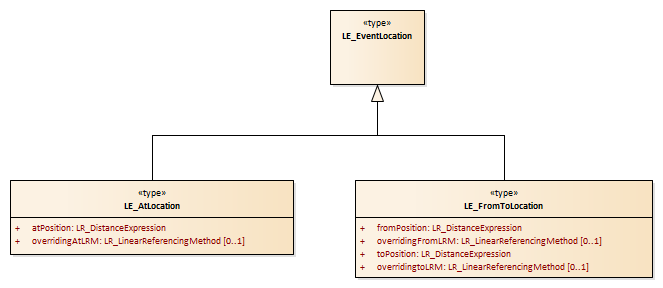 «type»
LE_EventLocation
«type»
LE_AtLocation
+ atPosition: LR_DistanceExpression
+ overridingAtLRM: LR_LinearReferencingMethod [0..1]
«type»
LE_FromToLocation
+ fromPosition: LR_DistanceExpression
+ overridingFromLRM: LR_LinearReferencingMethod [0..1]
+ toPosition: LR_DistanceExpression
+ overridingtoLRM: LR_LinearReferencingMethod [0..1]